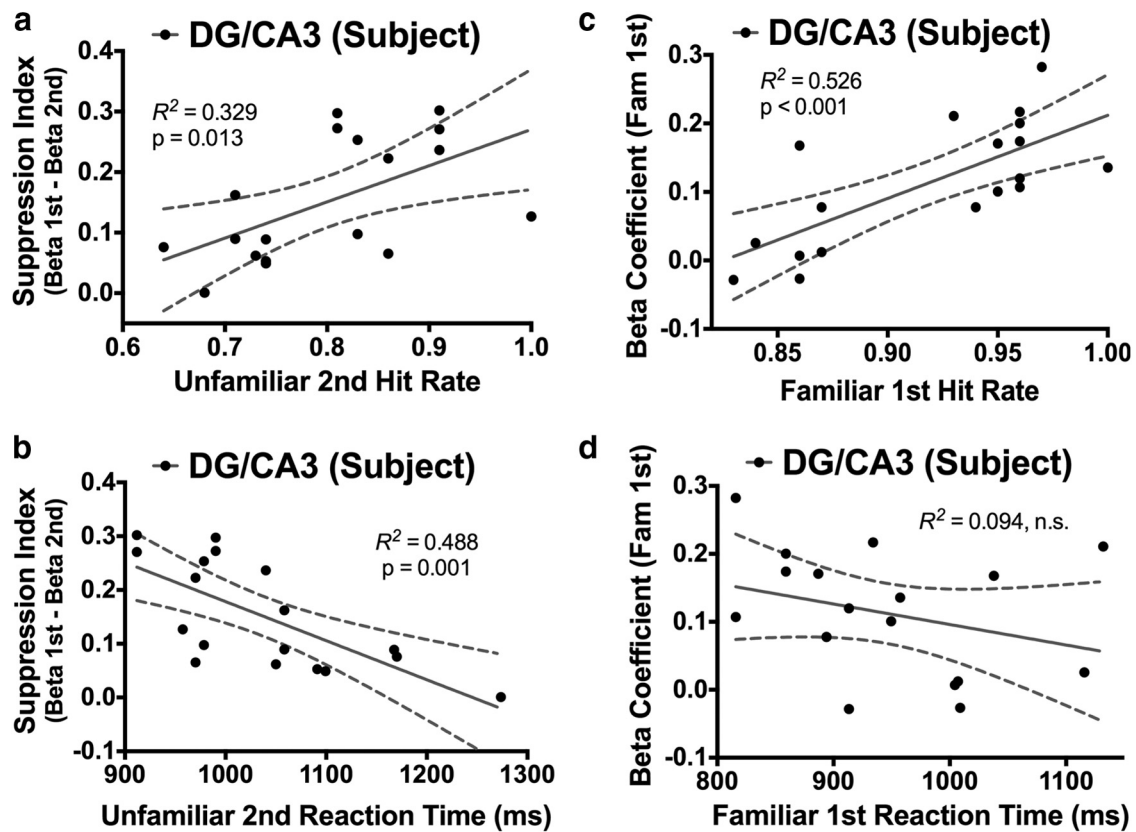 a
DG/CA3 (Subject)
Suppression Index
(Beta 1st - Beta 2nd)
0.4
0.3
0.2
0.1
0.0
R² = 0.329
p = 0.013
0.6
0.7
0.8
0.9
1.0
Unfamiliar 2nd Hit Rate
c
DG/CA3 (Subject)
Beta Coefficient (Fam 1st)
0.3
0.2
0.1
0.0
-0.1
R² = 0.526
p < 0.001
0.85
0.90
0.95
1.00
Familiar 1st Hit Rate
b
DG/CA3 (Subject)
Suppression Index
(Beta 1st - Beta 2nd)
0.4
0.3
0.2
0.1
0.0
-0.1
R² = 0.488
p = 0.001
900
1000
1100
1200
1300
Unfamiliar 2nd Reaction Time (ms)
d
DG/CA3 (Subject)
Beta Coefficient (Fam 1st)
0.3
0.2
0.1
0.0
-0.1
R² = 0.094, n.s.
800
900
1000
1100
Familiar 1st Reaction Time (ms)